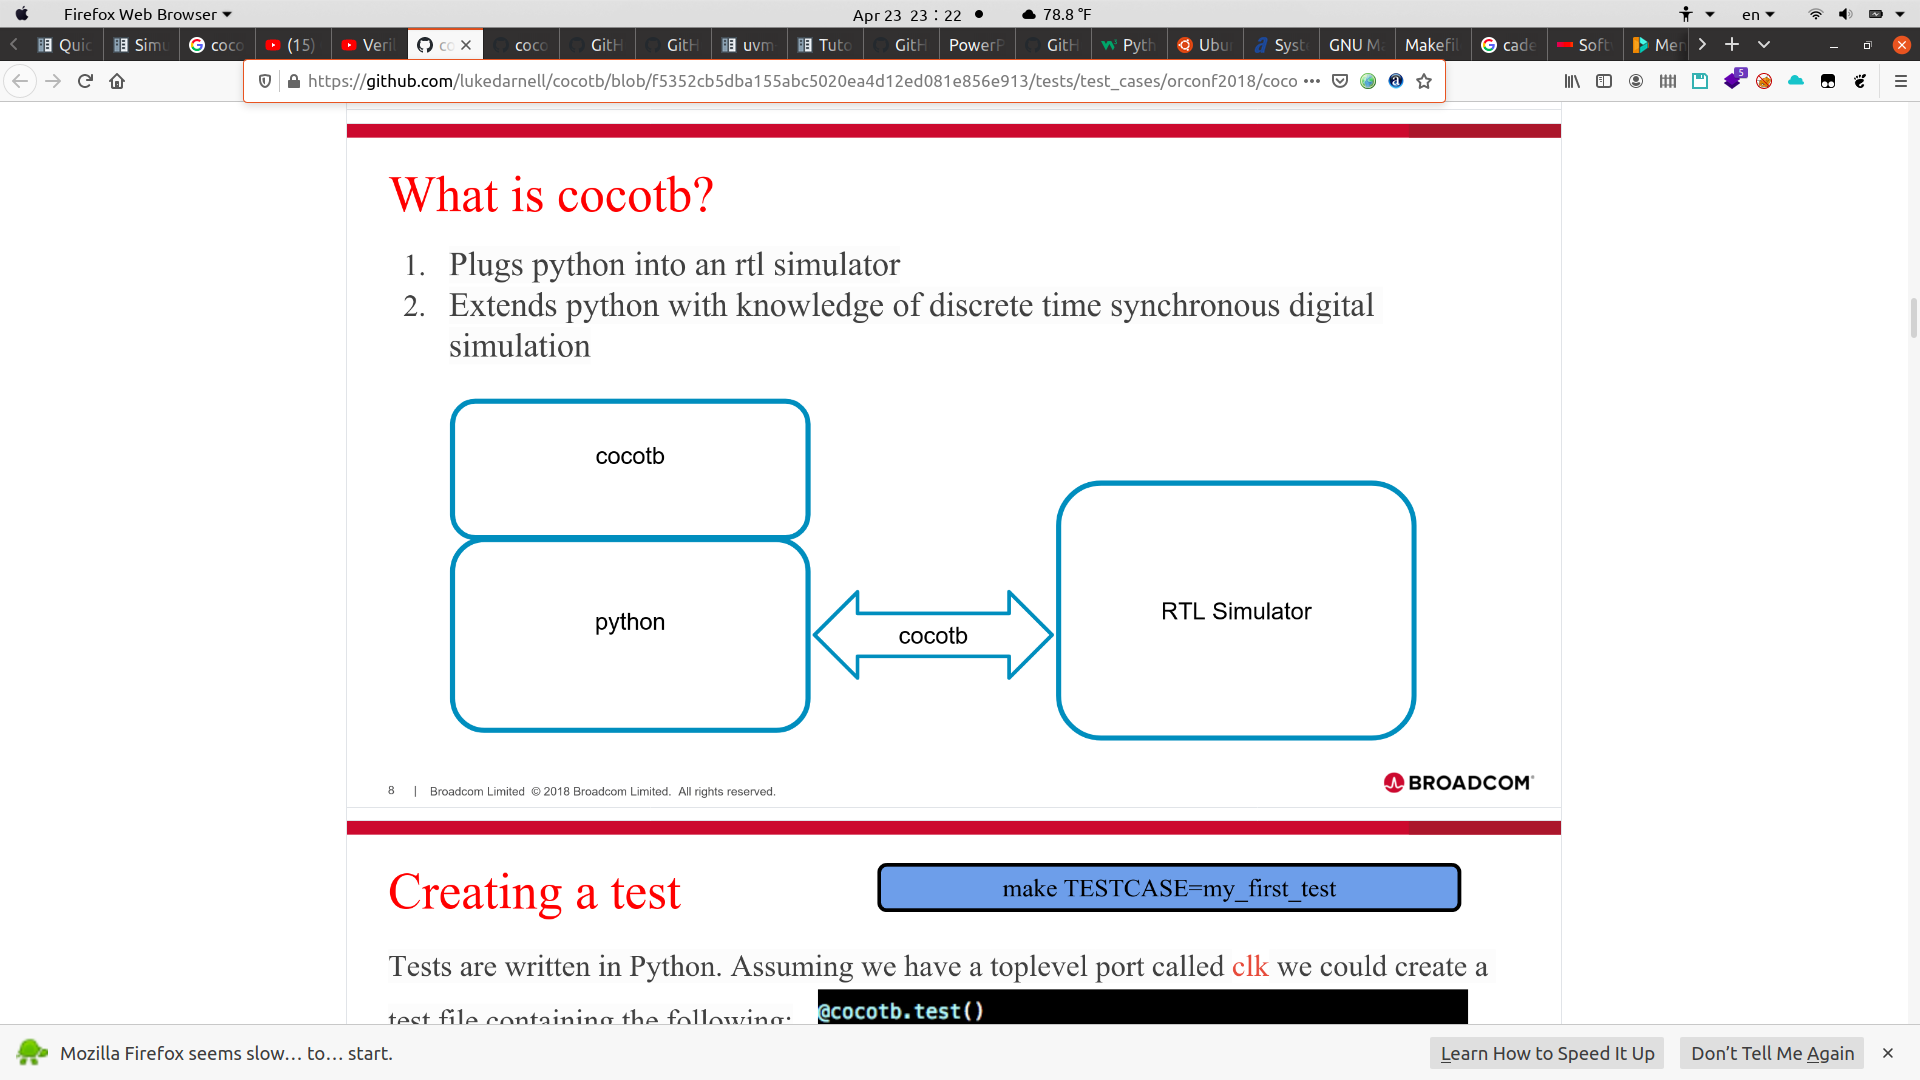 Firefox Web Browser
Apr 23 23 : 22
78.8 °F
en
Quic
Simu
coco
(15)
Veril
co
coco
GitH
GitH
uvm
Tuto
GitH
PowerP
GitH
Pyth
Ubu
Syst
GNU M
Makefil
cade
Soft
Men
https://github.com/lukedarnell/cocotb/blob/f5352cb5dba155abc5020ea4d12ed081e856e913/tests/test_cases/orconf2018/coco
5
What is cocotb?
1. Plugs python into an rtl simulator
2. Extends python with knowledge of discrete time synchronous digital
simulation
cocotb
python
cocotb
RTL Simulator
8 | Broadcom Limited © 2018 Broadcom Limited. All rights reserved.
BROADCOM
Creating a test
make TESTCASE=my_first_test
Tests are written in Python. Assuming we have a toplevel port called clk we could create a
test file containing the following:
@cocotb.test()
Mozilla Firefox seems slow… to… start.
Learn How to Speed It Up
Don’t Tell Me Again